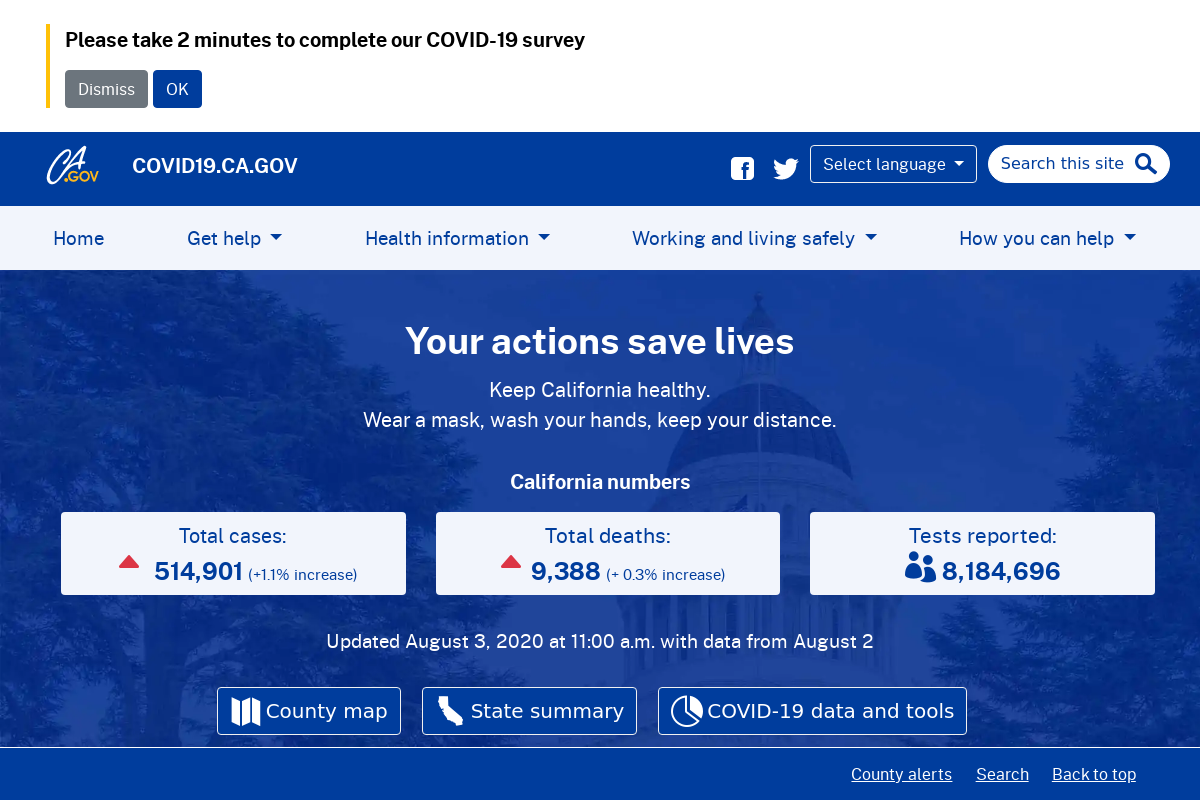 Please take 2 minutes to complete our COVID-19 survey
Dismiss OK
CA.GOV COVID19.CA.GOV Select language Search this site
Home Get help Health information Working and living safely How you can help
Your actions save lives
Keep California healthy.
Wear a mask, wash your hands, keep your distance.
California numbers
Total cases:
514,901 (+1.1% increase)
Total deaths:
9,388 (+ 0.3% increase)
Tests reported:
8,184,696
Updated August 3, 2020 at 11:00 a.m. with data from August 2
County map State summary COVID-19 data and tools
County alerts Search Back to top